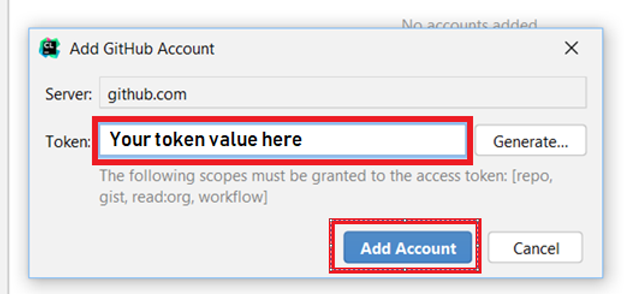 No accounts added
CL
Add GitHub Account
Server: github.com
Token: Your token value here Generate...
The following scopes must be granted to the access token: [repo,
gist, read:org, workflow]
Add Account Cancel